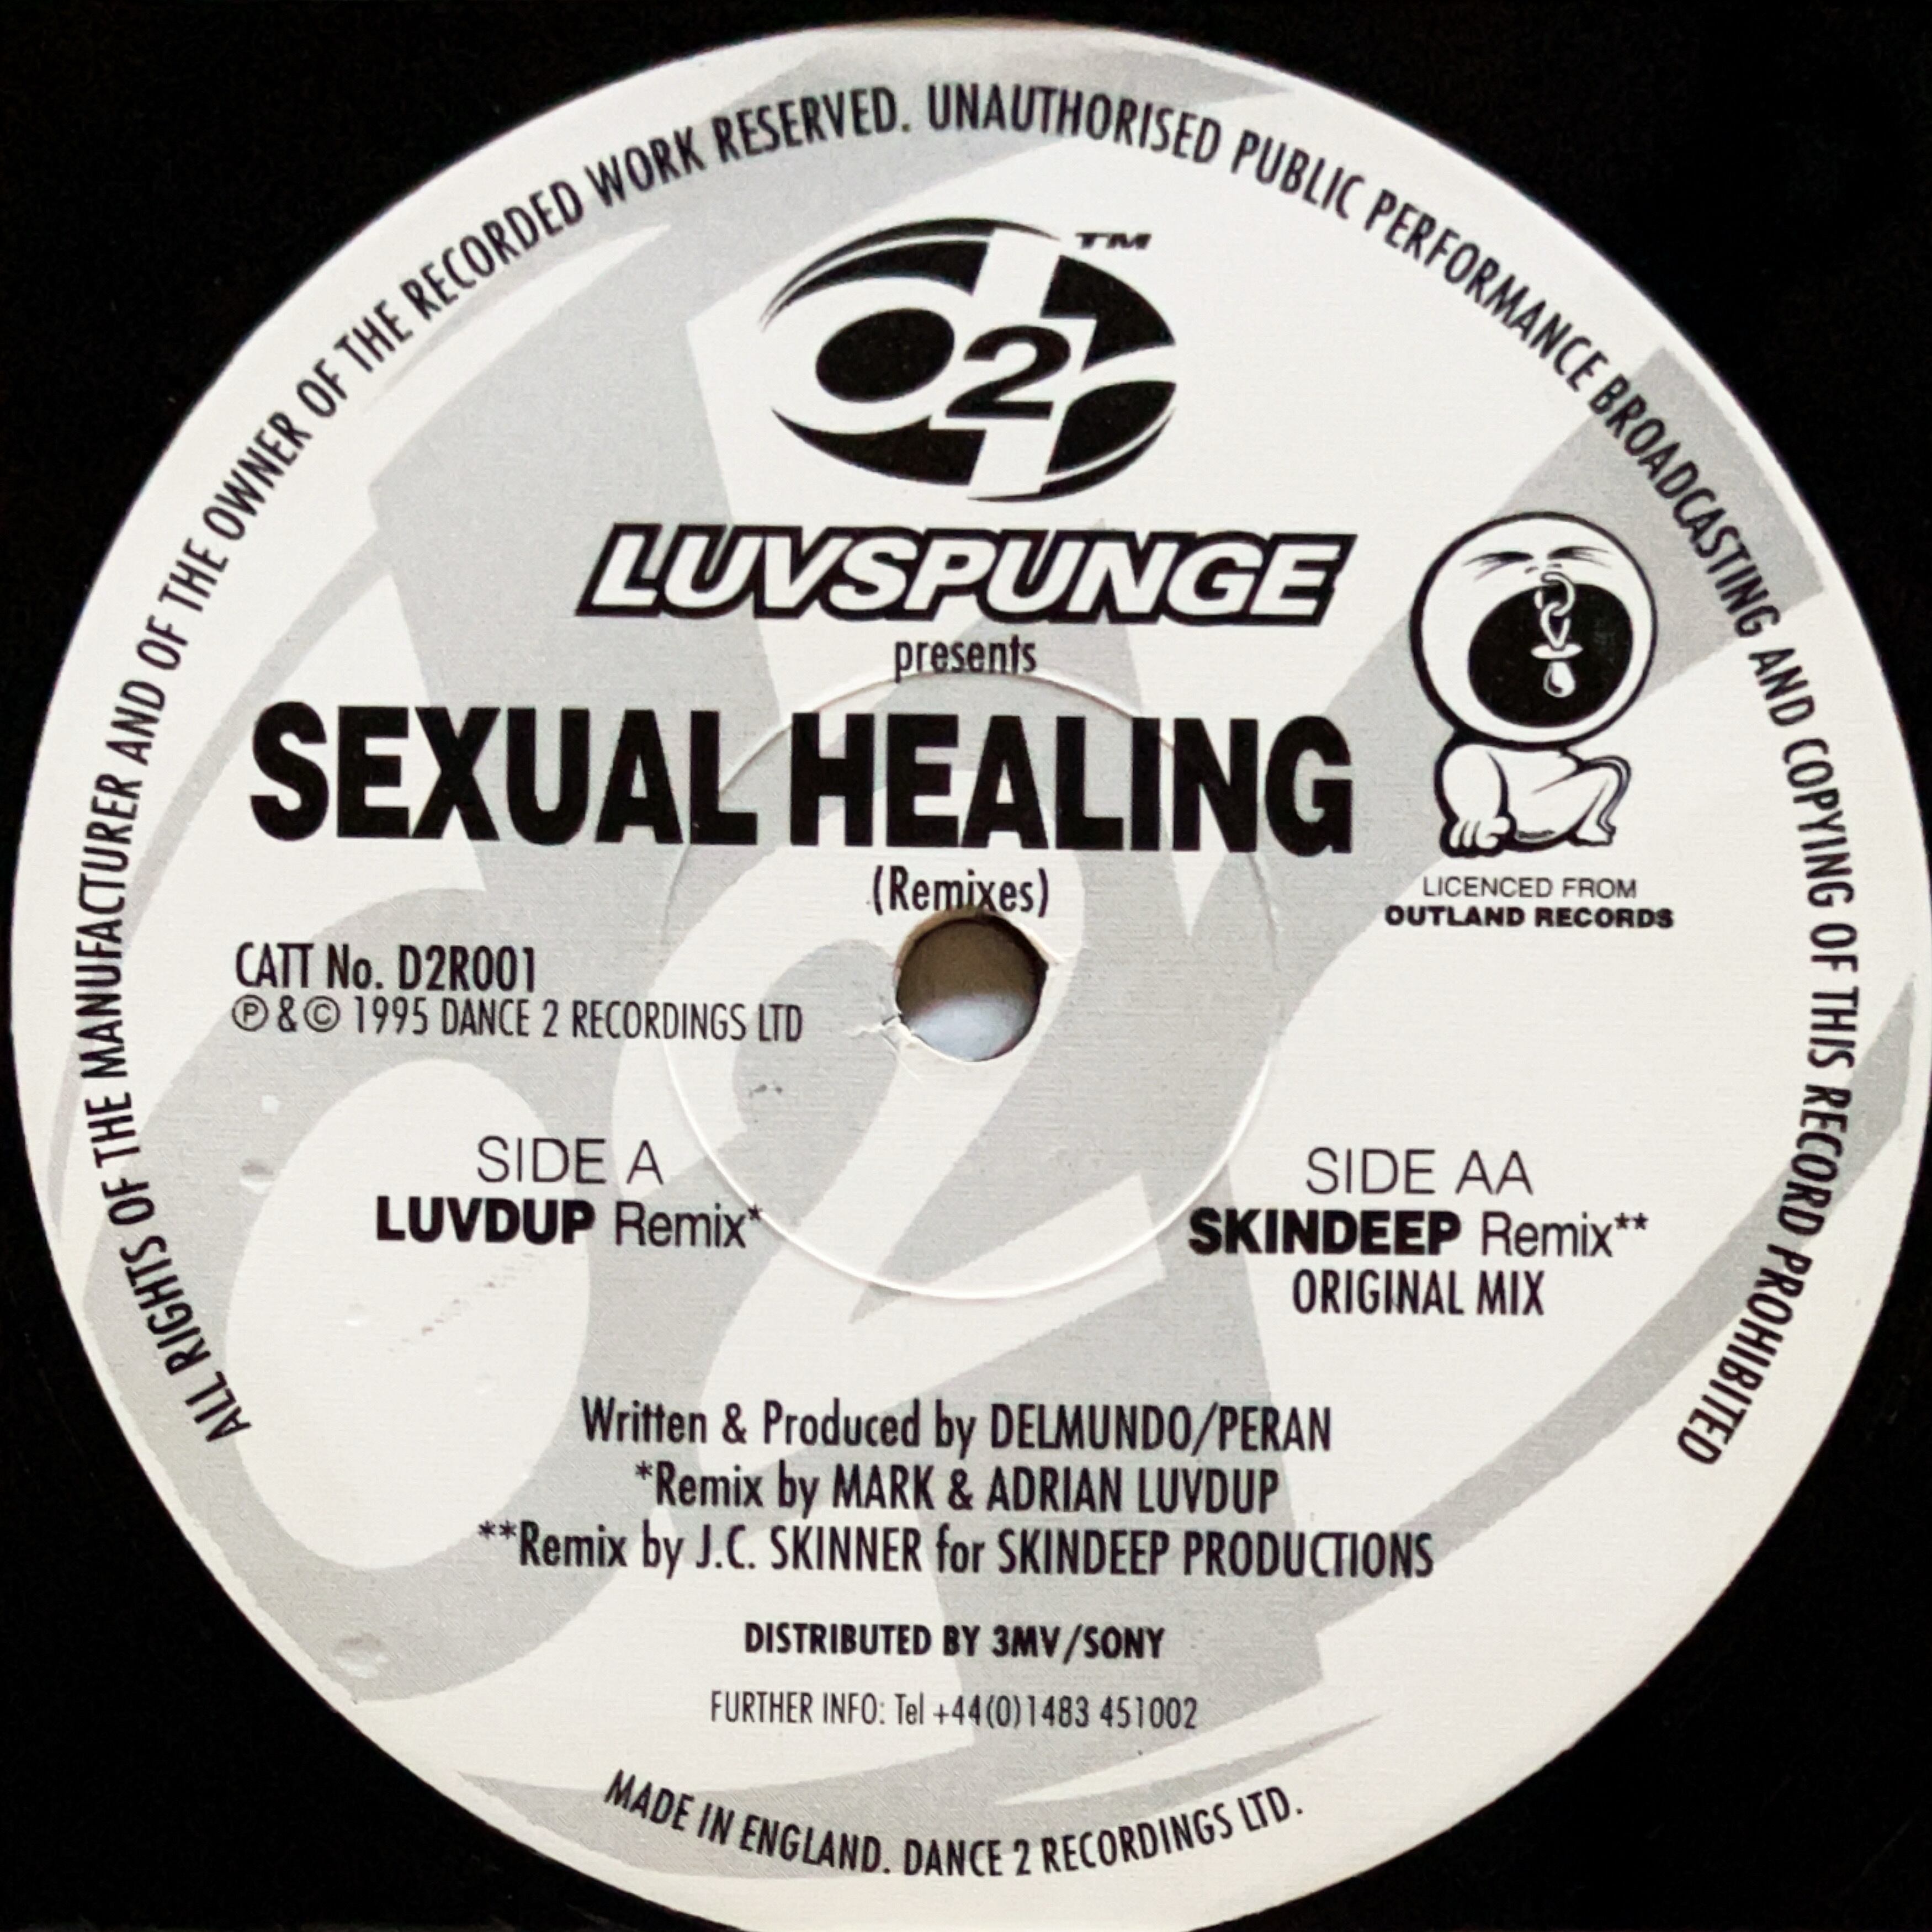 ALL RIGHTS OF THE MANUFACTURER AND OF THE OWNER OF THE RECORDED WORK RESERVED. UNAUTHORISED PUBLIC PERFORMANCE BROADCASTING AND COPYING OF THIS RECORD PROHIBITED
d2r TM
LUVSPUNGE
presents
SEXUAL HEALING
(Remixes)
LICENCED FROM
OUTLAND RECORDS
CATT No. D2R001
℗ & © 1995 DANCE 2 RECORDINGS LTD
SIDE A
LUVDUP Remix*
SIDE AA
SKINDEEP Remix**
ORIGINAL MIX
Written & Produced by DELMUNDO/PERAN
*Remix by MARK & ADRIAN LUVDUP
**Remix by J.C. SKINNER for SKINDEEP PRODUCTIONS
DISTRIBUTED BY 3MV/SONY
FURTHER INFO: Tel +44(0)1483 451002
MADE IN ENGLAND. DANCE 2 RECORDINGS LTD.